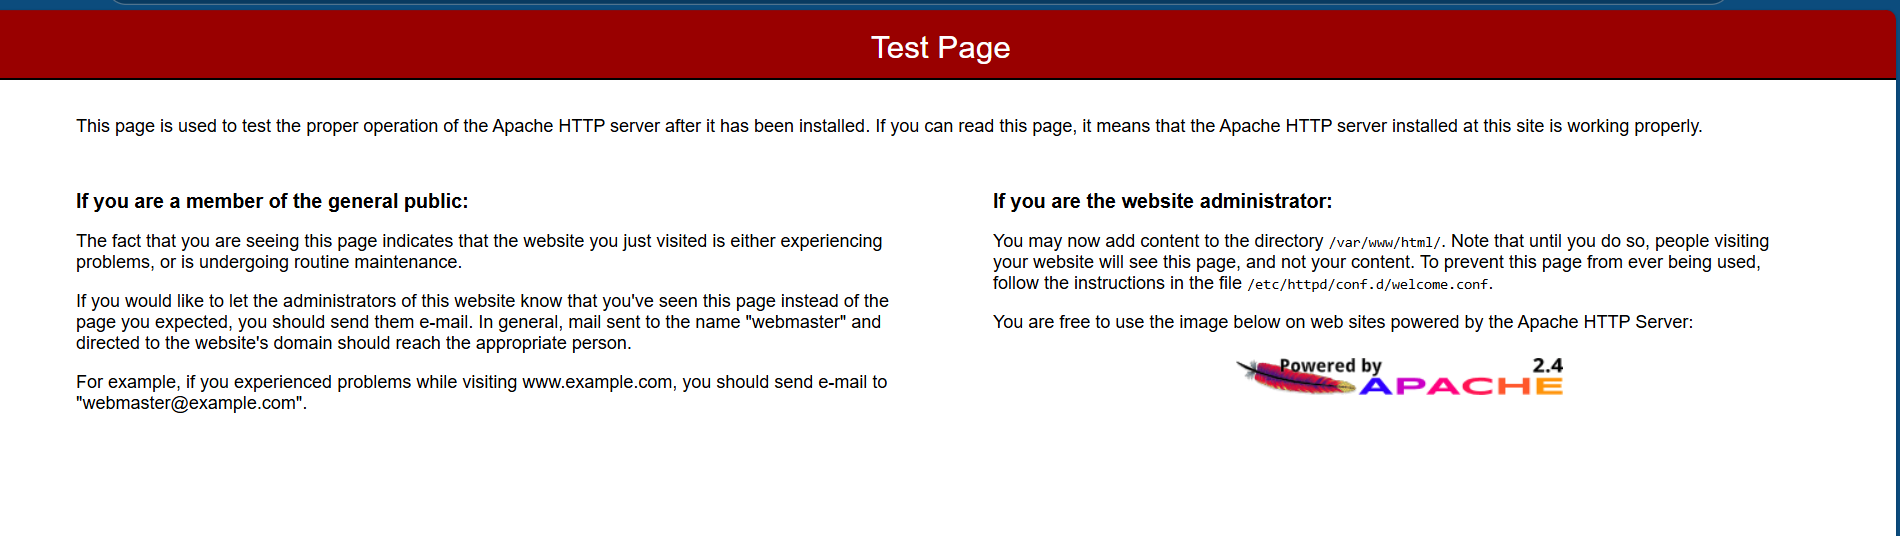 Test Page
This page is used to test the proper operation of the Apache HTTP server after it has been installed. If you can read this page, it means that the Apache HTTP server installed at this site is working properly.
If you are a member of the general public:
The fact that you are seeing this page indicates that the website you just visited is either experiencing
problems, or is undergoing routine maintenance.
If you would like to let the administrators of this website know that you've seen this page instead of the
page you expected, you should send them e-mail. In general, mail sent to the name "webmaster" and
directed to the website's domain should reach the appropriate person.
For example, if you experienced problems while visiting www.example.com, you should send e-mail to
"webmaster@example.com".
If you are the website administrator:
You may now add content to the directory /var/www/html/. Note that until you do so, people visiting
your website will see this page, and not your content. To prevent this page from ever being used,
follow the instructions in the file /etc/httpd/conf.d/welcome.conf.
You are free to use the image below on web sites powered by the Apache HTTP Server:
Powered by 2.4
APACHE